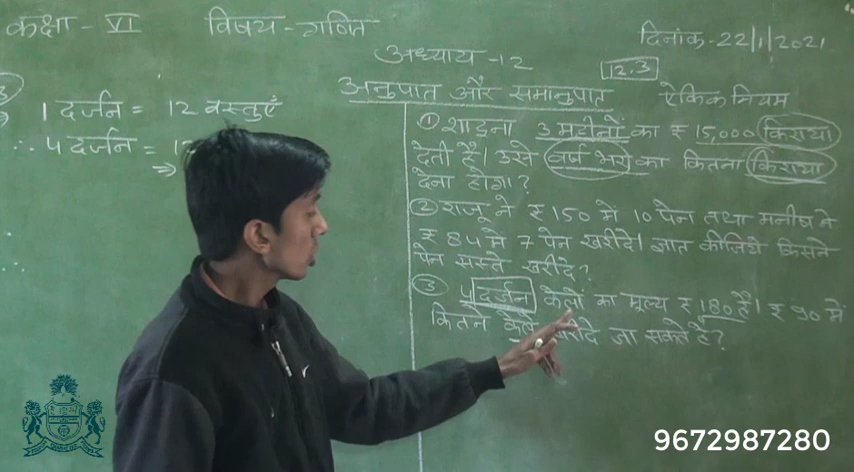 कक्षा - VI विषय - गणित
दिनांक - 22/1/2021
अध्याय - 12
12.3
अनुपात और समानुपात
ऐकिक नियम
1 दर्जन = 12 वस्तुएँ
∴ 4 दर्जन =
⇒
① शाइना 3 महीनों का ₹ 15,000 किराया
देती है। उसे वर्ष भर का कितना किराया
देना होगा?
② राजू ने ₹ 150 में 10 पेन तथा मनीष ने
₹ 84 में 7 पेन खरीदे। ज्ञात कीजिये किसने
पेन सस्ते खरीदे?
③ 4 दर्जन केलों का मूल्य ₹ 180 है। ₹ 90 में
कितने केले खरीदे जा सकते है?
9672987280